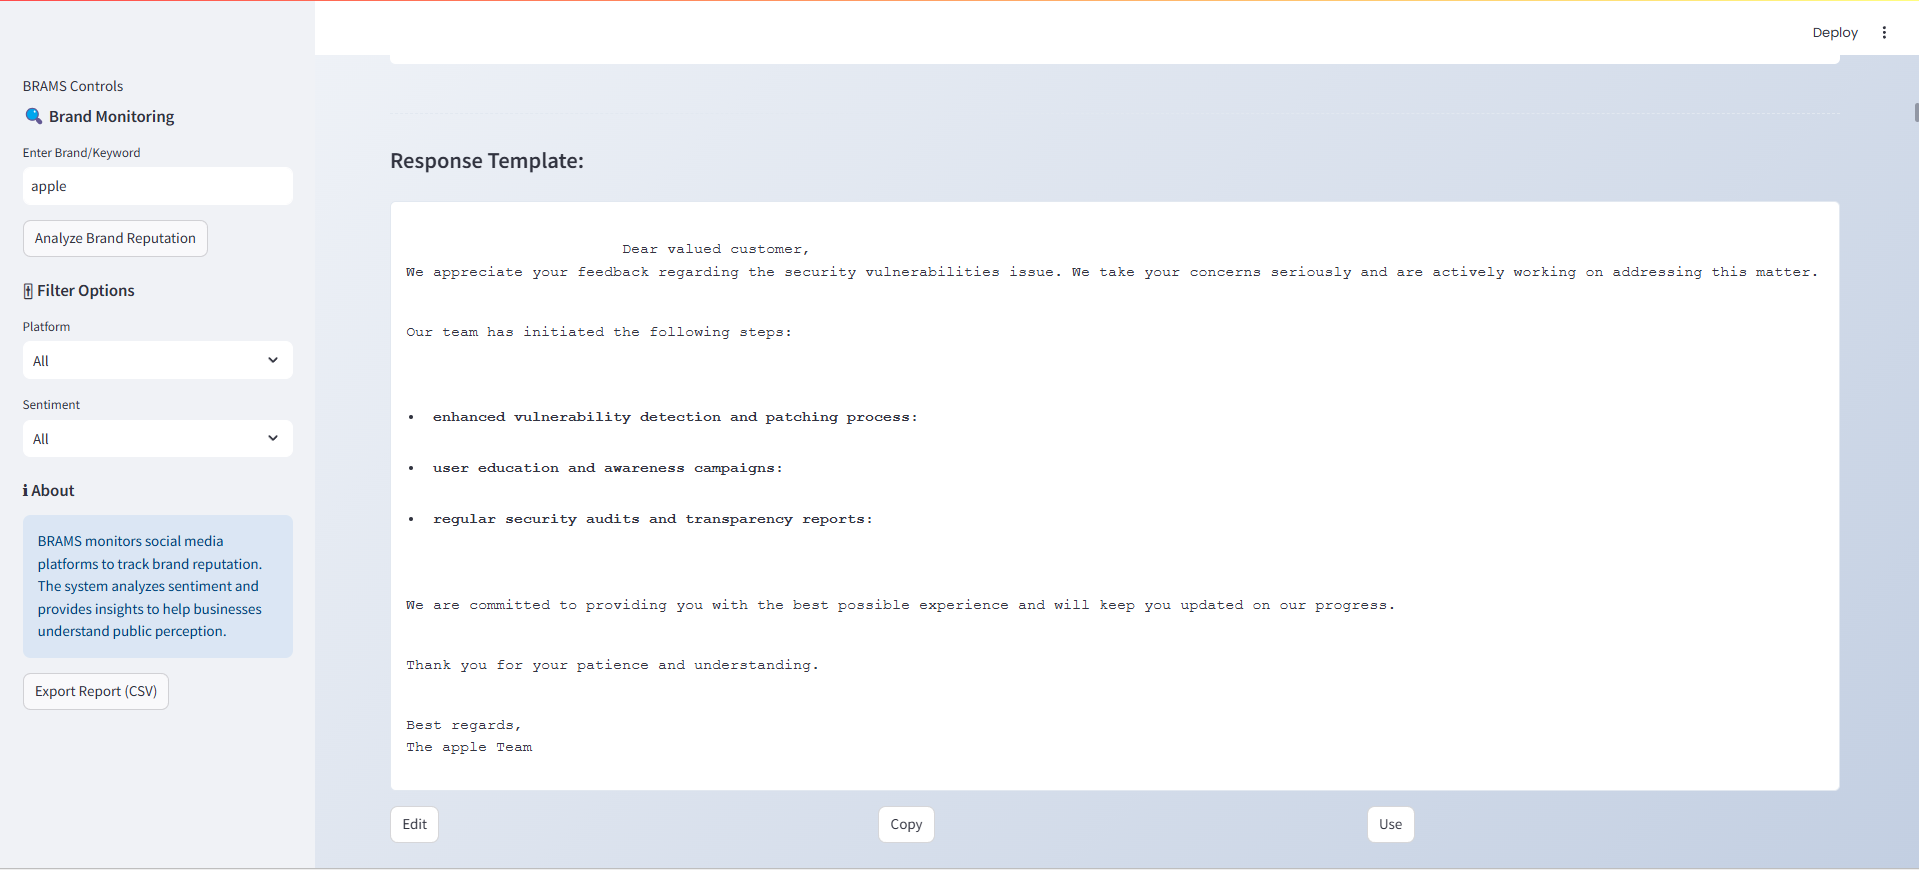 Deploy
BRAMS Controls
Brand Monitoring
Enter Brand/Keyword
apple
Analyze Brand Reputation
Filter Options
Platform
All
Sentiment
All
About
BRAMS monitors social media
platforms to track brand reputation.
The system analyzes sentiment and
provides insights to help businesses
understand public perception.
Export Report (CSV)
Response Template:
Dear valued customer,
We appreciate your feedback regarding the security vulnerabilities issue. We take your concerns seriously and are actively working on addressing this matter.
Our team has initiated the following steps:
• enhanced vulnerability detection and patching process:
• user education and awareness campaigns:
• regular security audits and transparency reports:
We are committed to providing you with the best possible experience and will keep you updated on our progress.
Thank you for your patience and understanding.
Best regards,
The apple Team
Edit
Copy
Use